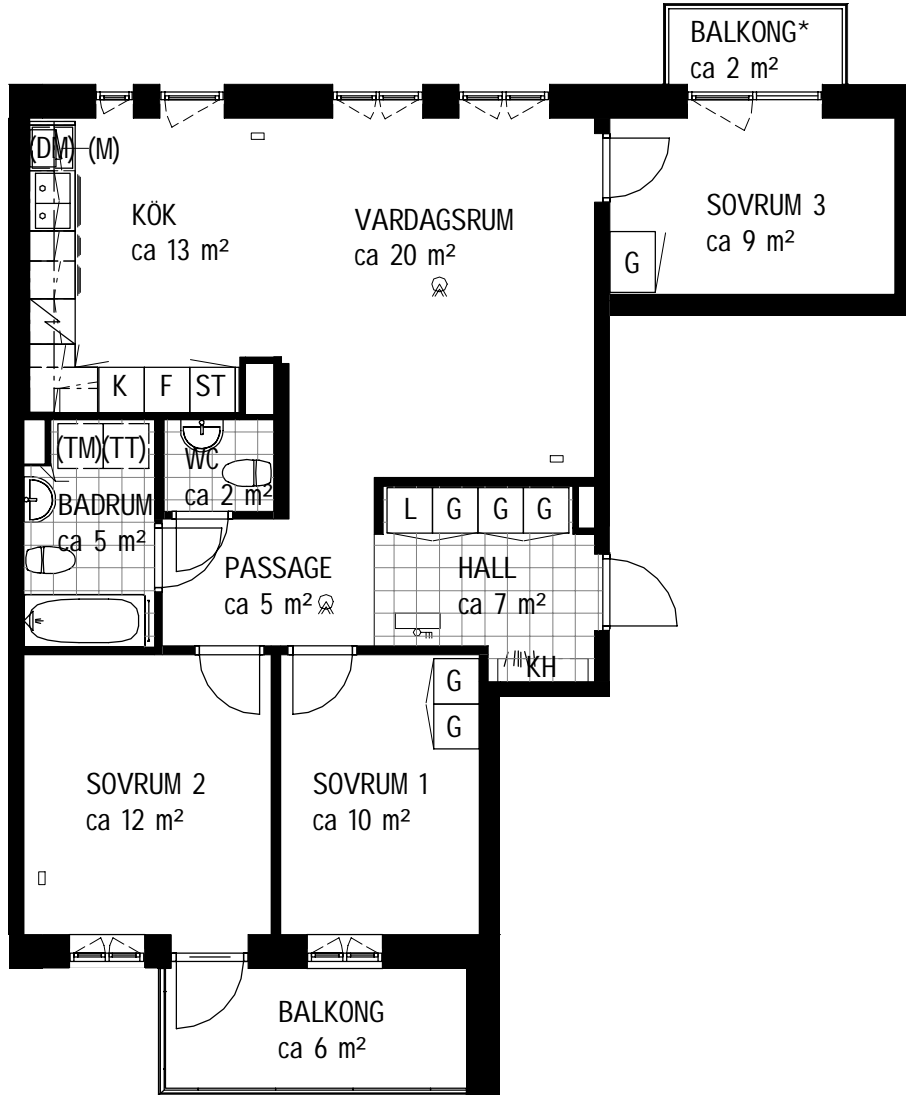 BALKONG*
ca 2 m²
(DM) (M)
KÖK
ca 13 m²
VARDAGSRUM
ca 20 m²
SOVRUM 3
ca 9 m²
G
K F ST
(TM) (TT)
WC
ca 2 m²
BADRUM
ca 5 m²
L G G G
PASSAGE
ca 5 m²
HALL
ca 7 m²
KH
G
G
SOVRUM 2
ca 12 m²
SOVRUM 1
ca 10 m²
BALKONG
ca 6 m²